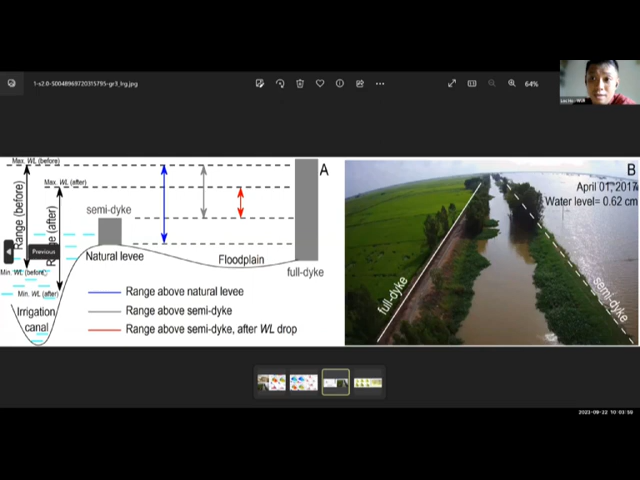 1-s2.0-S0048969720315795-gr3_lrg.jpg
64%
Max. WL (before)
A
B
Max. WL (after)
April 01, 2017
Water level= 0.62 cm
Range (before)
(after)
semi-dyke
Previous
Natural levee
Floodplain
full-dyke
Min. WL (before)
Min. WL (after)
Irrigation
canal
Range above natural levee
Range above semi-dyke
Range above semi-dyke, after WL drop
full-dyke
semi-dyke
2023-09-22 10:03:59